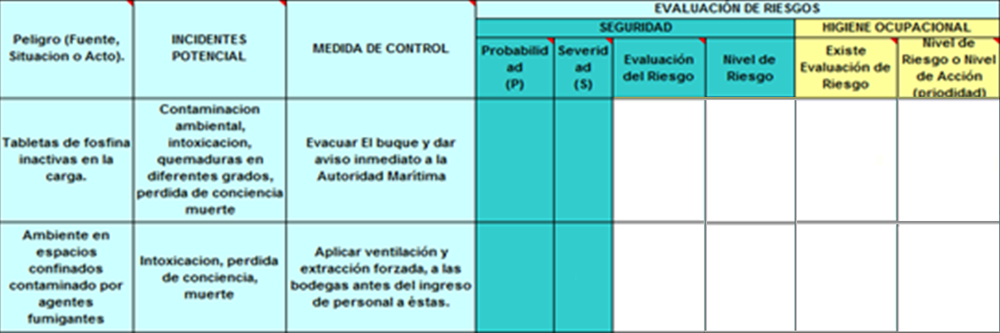 EVALUACIÓN DE RIESGOS
SEGURIDAD
HIGIENE OCUPACIONAL
Peligro (Fuente,
Situacion o Acto).
INCIDENTES
POTENCIAL
MEDIDA DE CONTROL
Probabilid
ad
(P)
Severid
ad
(S)
Evaluación
del Riesgo
Nivel de
Riesgo
Existe
Evaluación de
Riesgo
Nivel de
Riesgo o Nivel
de Acción
(priodidad)
Tabletas de fosfina
inactivas en la
carga.
Contaminacion
ambiental,
intoxicacion,
quemaduras en
diferentes grados,
perdida de conciencia
muerte
Evacuar El buque y dar
aviso inmediato a la
Autoridad Marítima
Ambiente en
espacios
confinados
contaminado por
agentes
fumigantes
Intoxicacion, perdida
de conciencia,
muerte
Aplicar ventilación y
extracción forzada, a las
bodegas antes del ingreso
de personal a éstas.